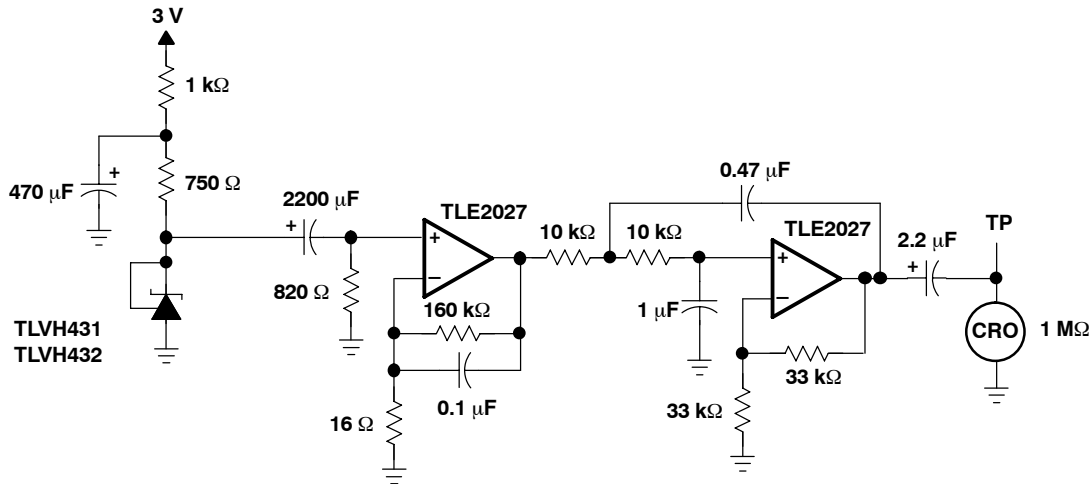 3 V
1 kΩ
470 μF
+
750 Ω
TLVH431
TLVH432
2200 μF
+
820 Ω
TLE2027
+
−
160 kΩ
0.1 μF
16 Ω
10 kΩ
10 kΩ
0.47 μF
1 μF
TLE2027
+
−
33 kΩ
33 kΩ
2.2 μF
+
TP
CRO
1 MΩ